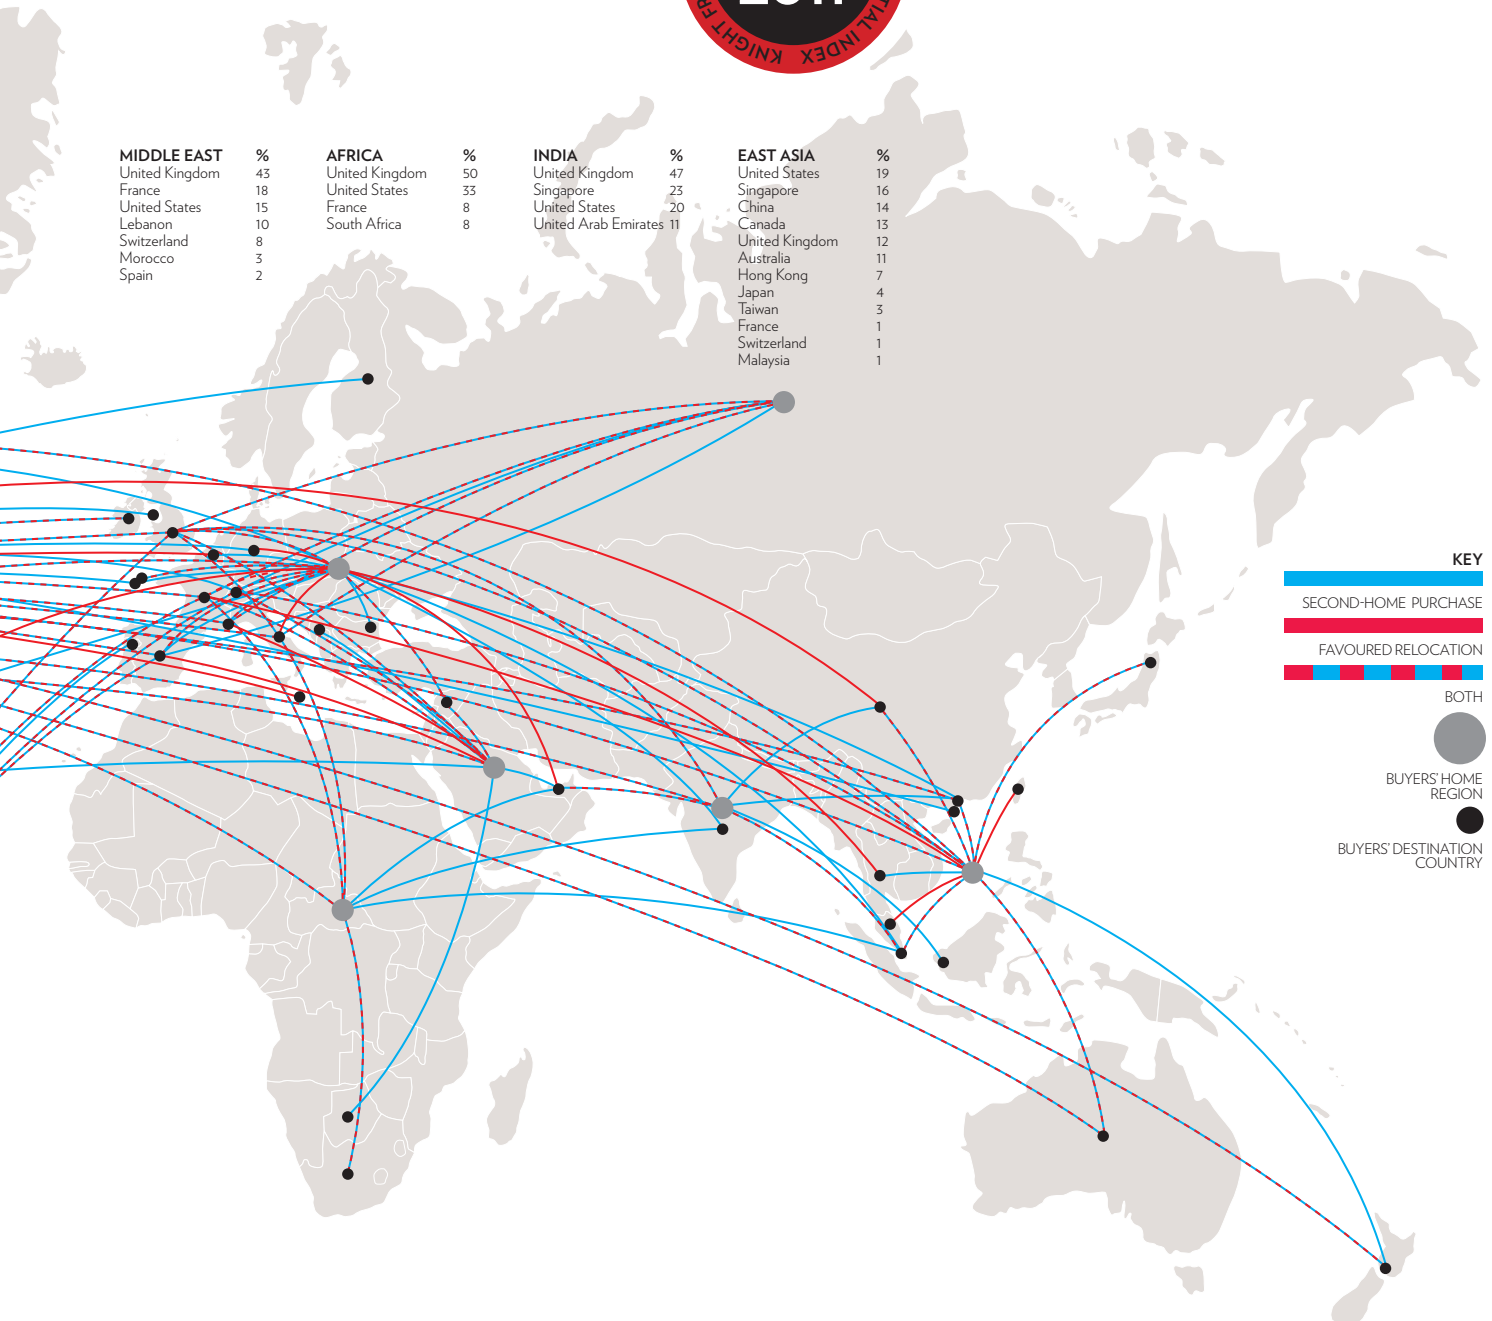 KNIGHT FR
TIAL INDEX
MIDDLE EAST %
United Kingdom 43
France 18
United States 15
Lebanon 10
Switzerland 8
Morocco 3
Spain 2
AFRICA %
United Kingdom 50
United States 33
France 8
South Africa 8
INDIA %
United Kingdom 47
Singapore 23
United States 20
United Arab Emirates 11
EAST ASIA %
United States 19
Singapore 16
China 14
Canada 13
United Kingdom 12
Australia 11
Hong Kong 7
Japan 4
Taiwan 3
France 1
Switzerland 1
Malaysia 1
KEY
SECOND-HOME PURCHASE
FAVOURED RELOCATION
BOTH
BUYERS' HOME
REGION
BUYERS' DESTINATION
COUNTRY